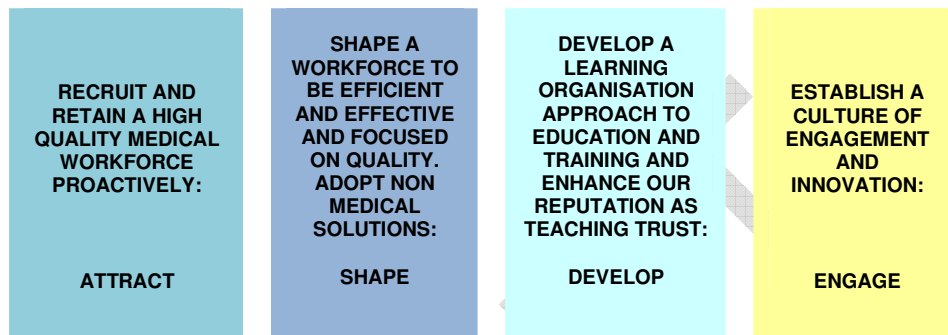 RECRUIT AND
RETAIN A HIGH
QUALITY MEDICAL
WORKFORCE
PROACTIVELY:
ATTRACT
SHAPE A
WORKFORCE TO
BE EFFICIENT
AND EFFECTIVE
AND FOCUSED
ON QUALITY.
ADOPT NON
MEDICAL
SOLUTIONS:
SHAPE
DEVELOP A
LEARNING
ORGANISATION
APPROACH TO
EDUCATION AND
TRAINING AND
ENHANCE OUR
REPUTATION AS
TEACHING TRUST:
DEVELOP
ESTABLISH A
CULTURE OF
ENGAGEMENT
AND
INNOVATION:
ENGAGE